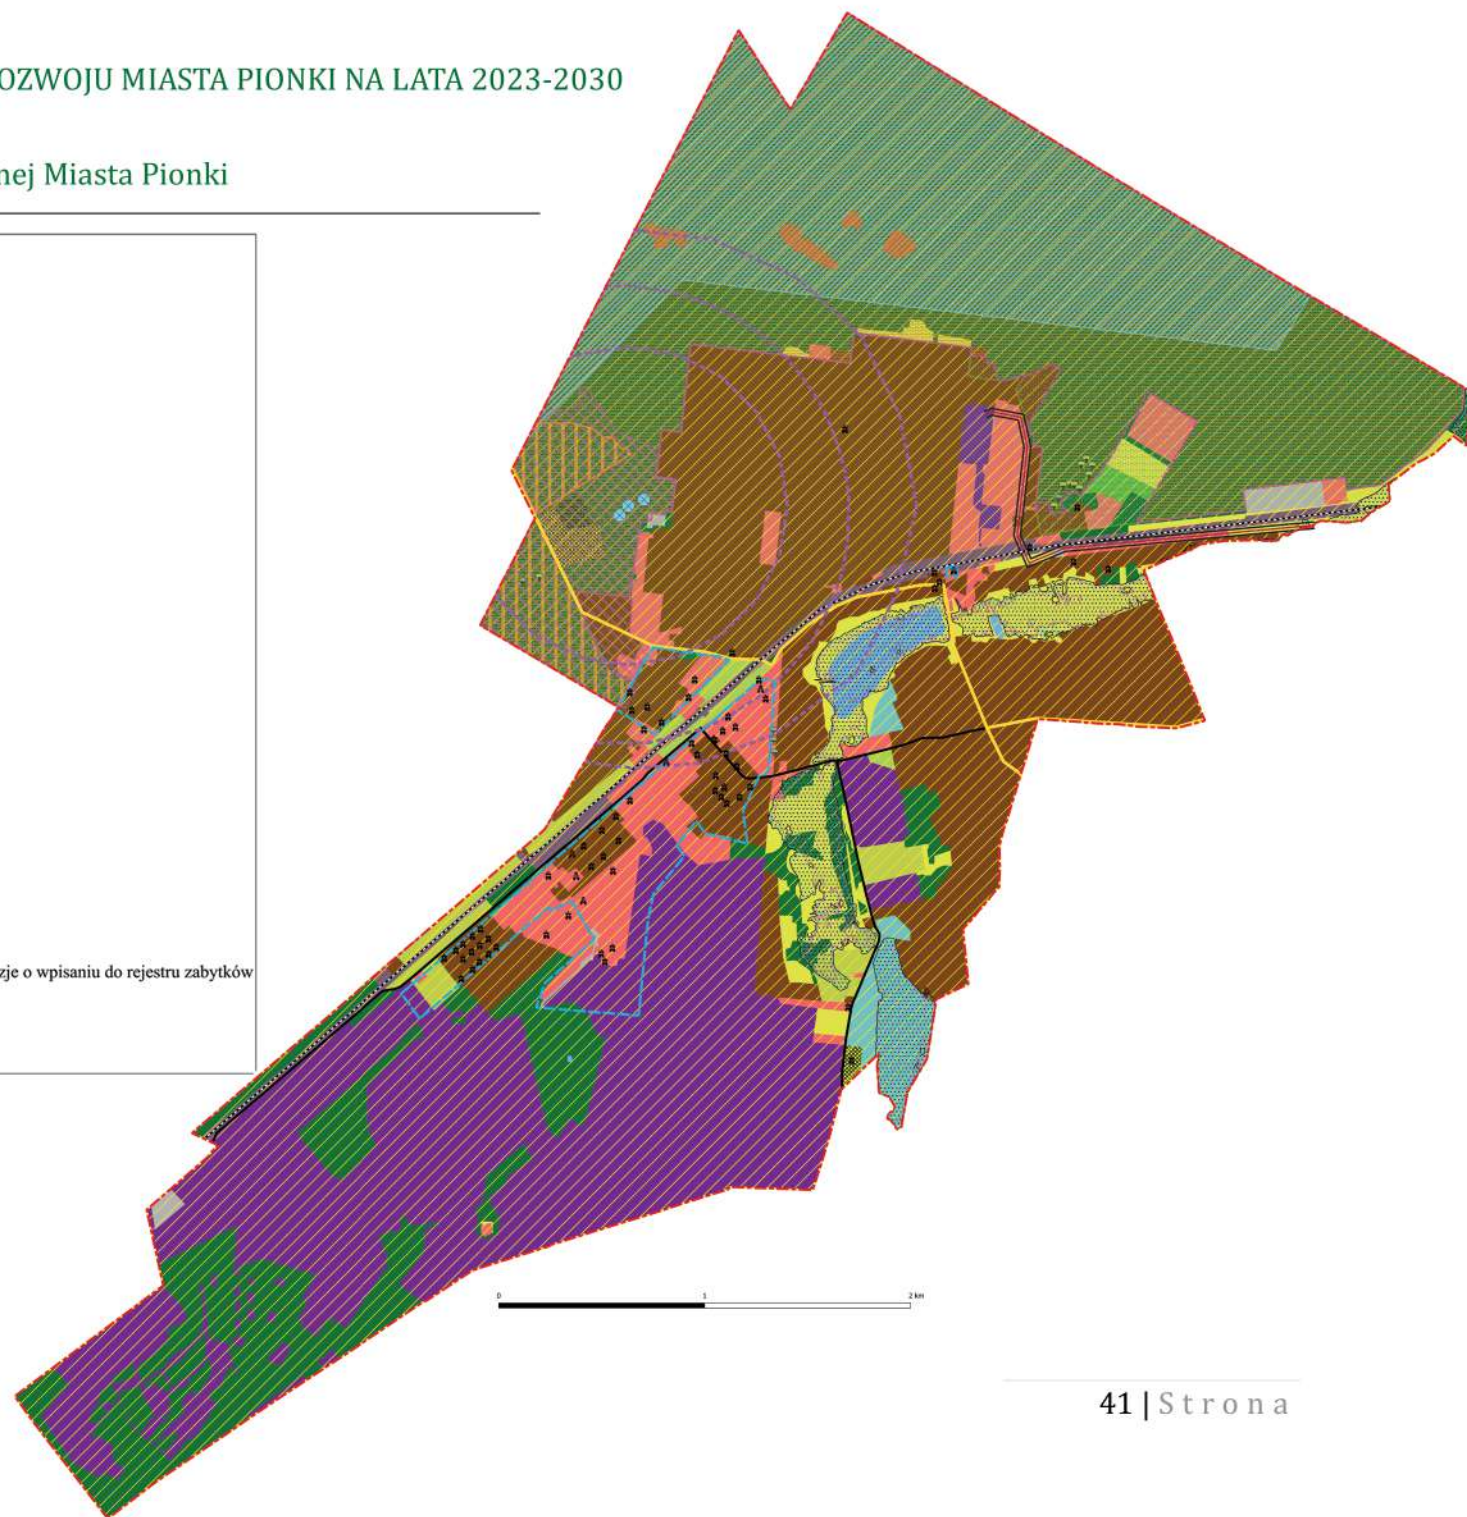 OZWOJU MIASTA PIONKI NA LATA 2023-2030
nej Miasta Pionki
zje o wpisaniu do rejestru zabytków
0 1 2 km
41 | Strona